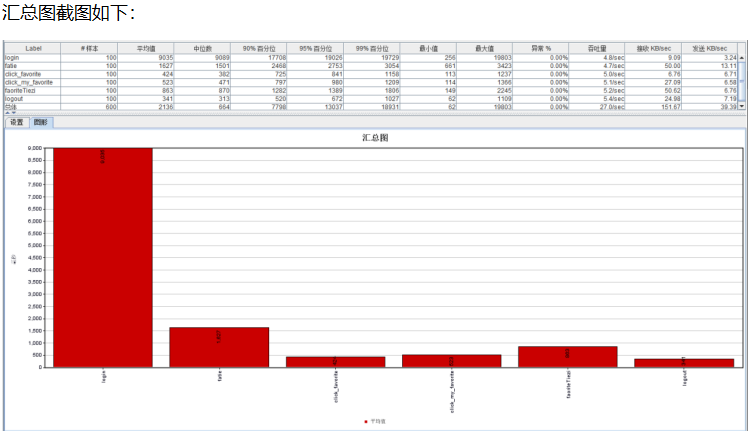 汇总图截图如下：
Label # 样本 平均值 中位数 90% 百分位 95% 百分位 99% 百分位 最小值 最大值 异常 % 吞吐量 接收 KB/sec 发送 KB/sec
login 100 9035 9089 17708 19026 19729 256 19803 0.00% 4.8/sec 9.09 3.24
fatie 100 1627 1501 2468 2753 3054 661 3423 0.00% 4.7/sec 50.00 13.11
click_favorite 100 424 382 725 841 1158 113 1237 0.00% 5.0/sec 6.76 6.71
click_my_favorite 100 523 471 797 980 1209 114 1366 0.00% 5.1/sec 27.09 6.58
faoriteTiezi 100 863 870 1282 1389 1806 149 2245 0.00% 5.2/sec 50.62 6.76
logout 100 341 313 520 672 1027 62 1109 0.00% 5.4/sec 24.98 7.19
总体 600 2136 664 7798 13037 18931 62 19803 0.00% 27.0/sec 151.67 39.39
设置 图形
汇总图
9,000
8,500
8,000
7,500
7,000
6,500
6,000
5,500
5,000
4,500
4,000
3,500
3,000
2,500
2,000
1,500
1,000
500
0
login
fatie
click_favorite
click_my_favorite
faoriteTiezi
logout
平均值